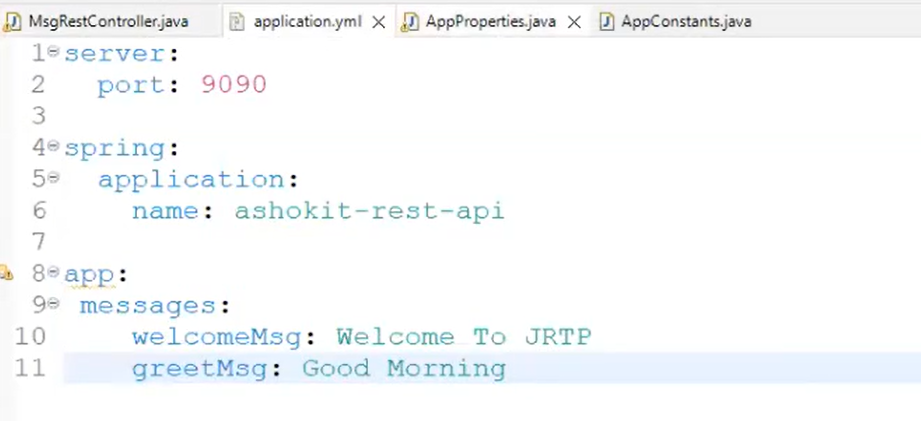 MsgRestController.java application.yml AppProperties.java AppConstants.java
1 server:
2   port: 9090
3
4 spring:
5   application:
6     name: ashokit-rest-api
7
8 app:
9  messages:
10     welcomeMsg: Welcome To JRTP
11     greetMsg: Good Morning